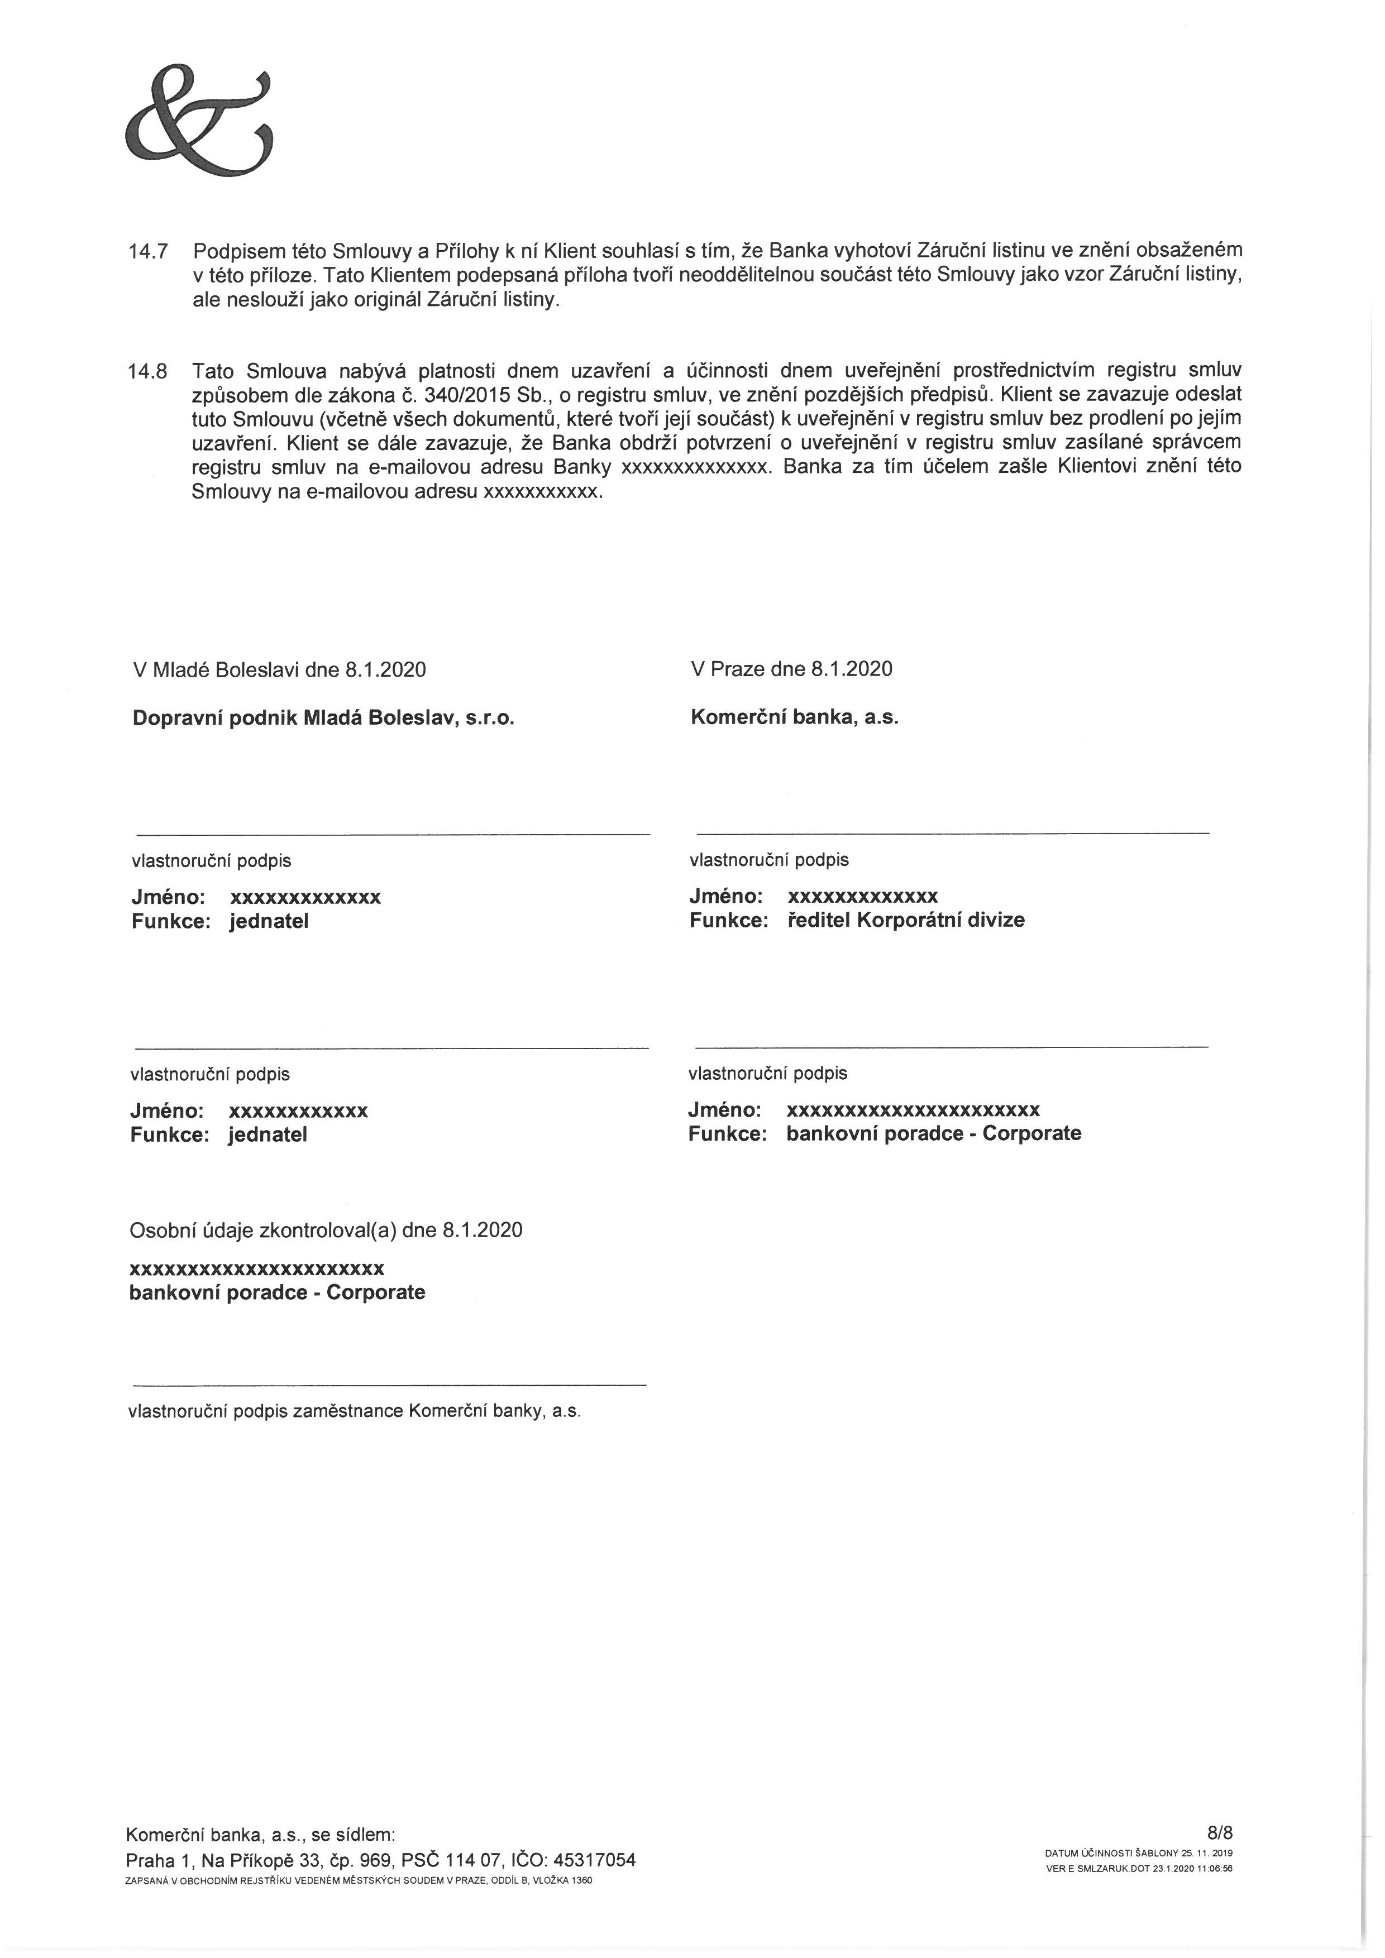 &
14.7 Podpisem této Smlouvy a Přílohy k ní Klient souhlasí s tím, že Banka vyhotoví Záruční listinu ve znění obsaženém
v této příloze. Tato Klientem podepsaná příloha tvoří neoddělitelnou součást této Smlouvy jako vzor Záruční listiny,
ale neslouží jako originál Záruční listiny.
14.8 Tato Smlouva nabývá platnosti dnem uzavření a účinnosti dnem uveřejnění prostřednictvím registru smluv
způsobem dle zákona č. 340/2015 Sb., o registru smluv, ve znění pozdějších předpisů. Klient se zavazuje odeslat
tuto Smlouvu (včetně všech dokumentů, které tvoří její součást) k uveřejnění v registru smluv bez prodlení po jejím
uzavření. Klient se dále zavazuje, že Banka obdrží potvrzení o uveřejnění v registru smluv zasílané správcem
registru smluv na e-mailovou adresu Banky xxxxxxxxxxxxxx. Banka za tím účelem zašle Klientovi znění této
Smlouvy na e-mailovou adresu xxxxxxxxxxx.
V Mladé Boleslavi dne 8.1.2020
Dopravní podnik Mladá Boleslav, s.r.o.
vlastnoruční podpis
Jméno: xxxxxxxxxxxxx
Funkce: jednatel
vlastnoruční podpis
Jméno: xxxxxxxxxxxx
Funkce: jednatel
V Praze dne 8.1.2020
Komerční banka, a.s.
vlastnoruční podpis
Jméno: xxxxxxxxxxxxx
Funkce: ředitel Korporátní divize
vlastnoruční podpis
Jméno: xxxxxxxxxxxxxxxxxxxxxx
Funkce: bankovní poradce - Corporate
Osobní údaje zkontroloval(a) dne 8.1.2020
xxxxxxxxxxxxxxxxxxxxxx
bankovní poradce - Corporate
vlastnoruční podpis zaměstnance Komerční banky, a.s.
Komerční banka, a.s., se sídlem:
Praha 1, Na Příkopě 33, čp. 969, PSČ 114 07, IČO: 45317054
ZAPSANÁ V OBCHODNÍM REJSTŘÍKU VEDENÉM MĚSTSKÝCH SOUDEM V PRAZE, ODDÍL B, VLOŽKA 1360
8/8
DATUM ÚČINNOSTI ŠABLONY 25. 11. 2019
VER E SMLZARUK.DOT 23.1.2020 11:06:56